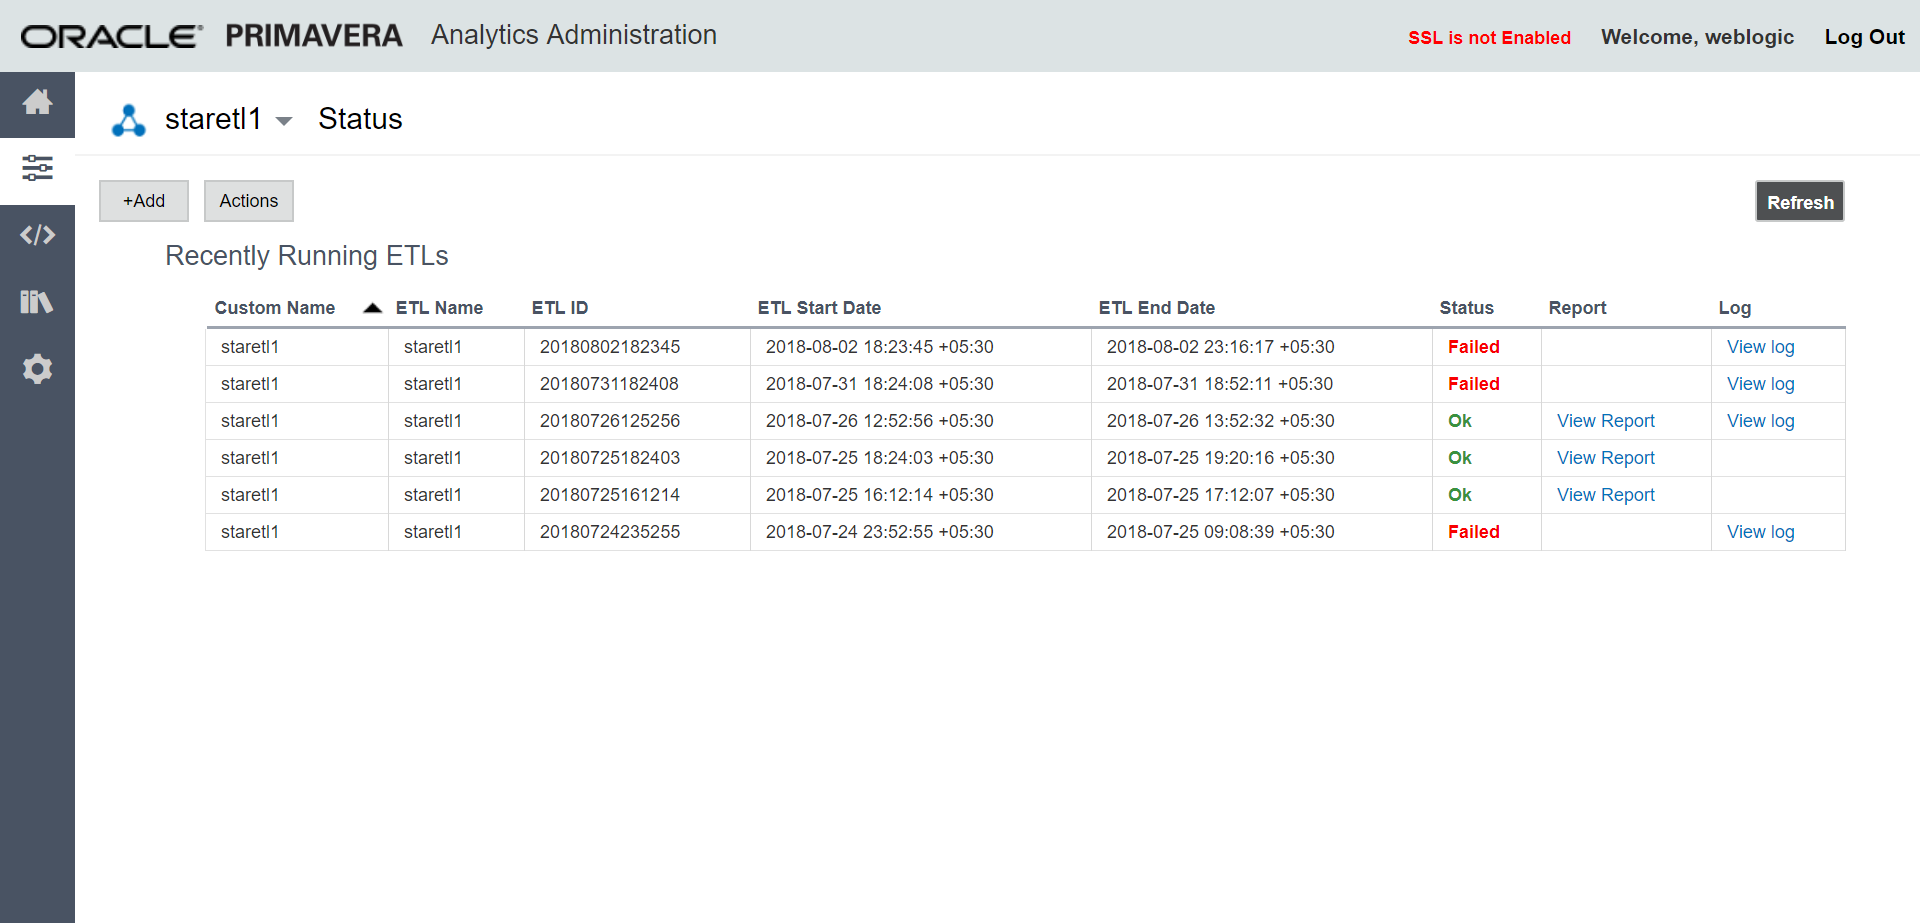 ORACLE PRIMAVERA Analytics Administration SSL is not Enabled Welcome, weblogic Log Out
staretl1 Status
+Add Actions Refresh
Recently Running ETLs
Custom Name ETL Name ETL ID ETL Start Date ETL End Date Status Report Log
staretl1 staretl1 20180802182345 2018-08-02 18:23:45 +05:30 2018-08-02 23:16:17 +05:30 Failed View log
staretl1 staretl1 20180731182408 2018-07-31 18:24:08 +05:30 2018-07-31 18:52:11 +05:30 Failed View log
staretl1 staretl1 20180726125256 2018-07-26 12:52:56 +05:30 2018-07-26 13:52:32 +05:30 Ok View Report View log
staretl1 staretl1 20180725182403 2018-07-25 18:24:03 +05:30 2018-07-25 19:20:16 +05:30 Ok View Report
staretl1 staretl1 20180725161214 2018-07-25 16:12:14 +05:30 2018-07-25 17:12:07 +05:30 Ok View Report
staretl1 staretl1 20180724235255 2018-07-24 23:52:55 +05:30 2018-07-25 09:08:39 +05:30 Failed View log